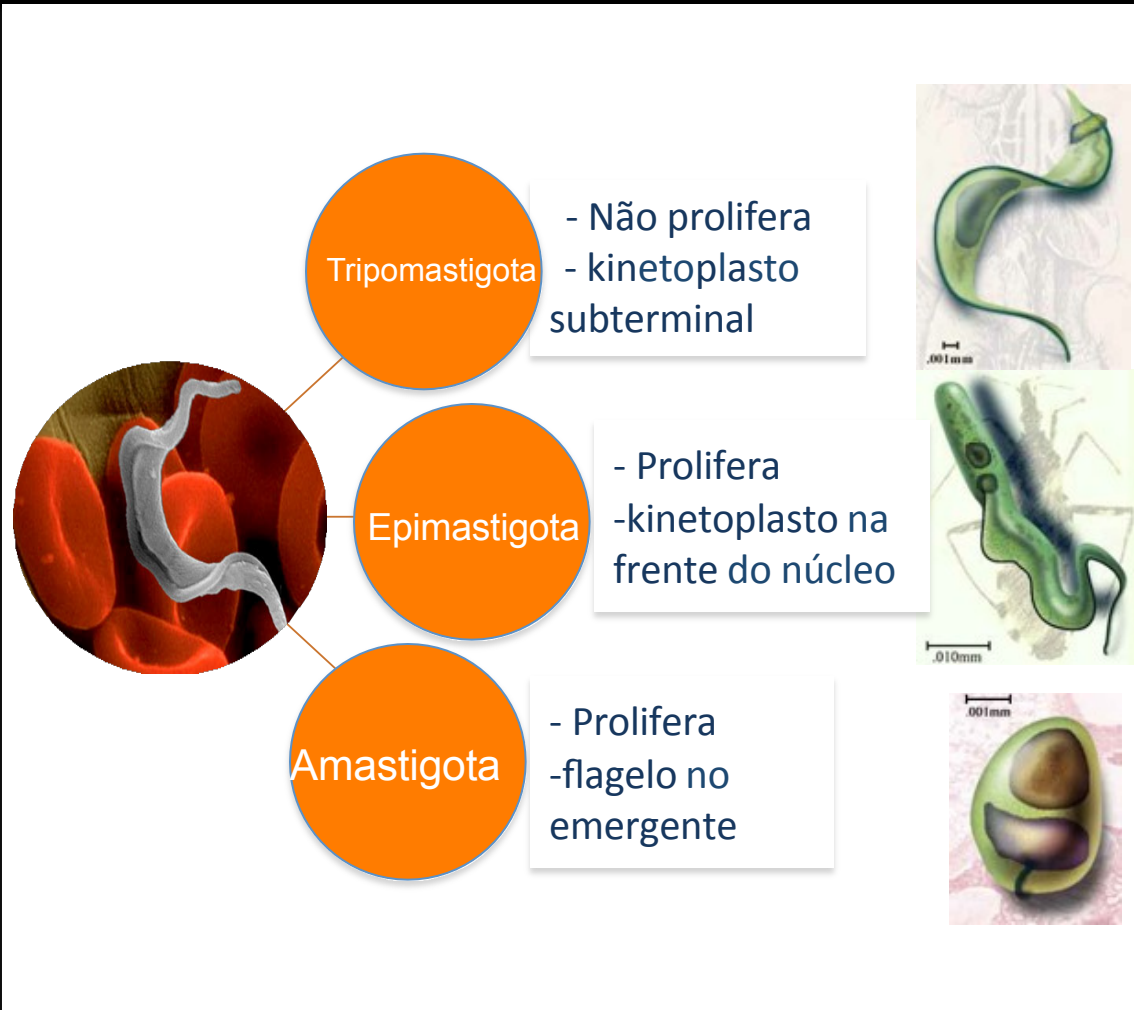 Tripomastigota
- Não prolifera
- kinetoplasto
subterminal
.001mm
Epimastigota
- Prolifera
-kinetoplasto na
frente do núcleo
.010mm
Amastigota
- Prolifera
-flagelo no
emergente
.001mm